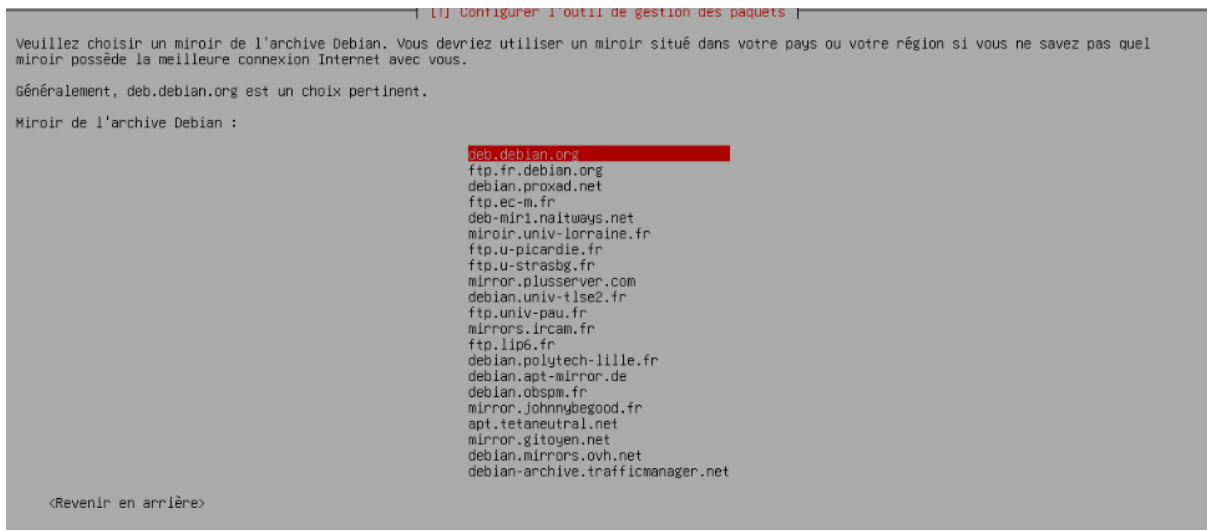 [!] Configurer l'outil de gestion des paquets
Veuillez choisir un miroir de l'archive Debian. Vous devriez utiliser un miroir situé dans votre pays ou votre région si vous ne savez pas quel
miroir possède la meilleure connexion Internet avec vous.
Généralement, deb.debian.org est un choix pertinent.
Miroir de l'archive Debian :
deb.debian.org
ftp.fr.debian.org
debian.proxad.net
ftp.ec-m.fr
deb-mir1.naitways.net
miroir.univ-lorraine.fr
ftp.u-picardie.fr
ftp.u-strasbg.fr
mirror.plusserver.com
debian.univ-tlse2.fr
ftp.univ-pau.fr
mirrors.ircam.fr
ftp.lip6.fr
debian.polytech-lille.fr
debian.apt-mirror.de
debian.obspm.fr
mirror.johnnybegood.fr
apt.tetaneutral.net
mirror.gitoyen.net
debian.mirrors.ovh.net
debian-archive.trafficmanager.net
<Revenir en arrière>